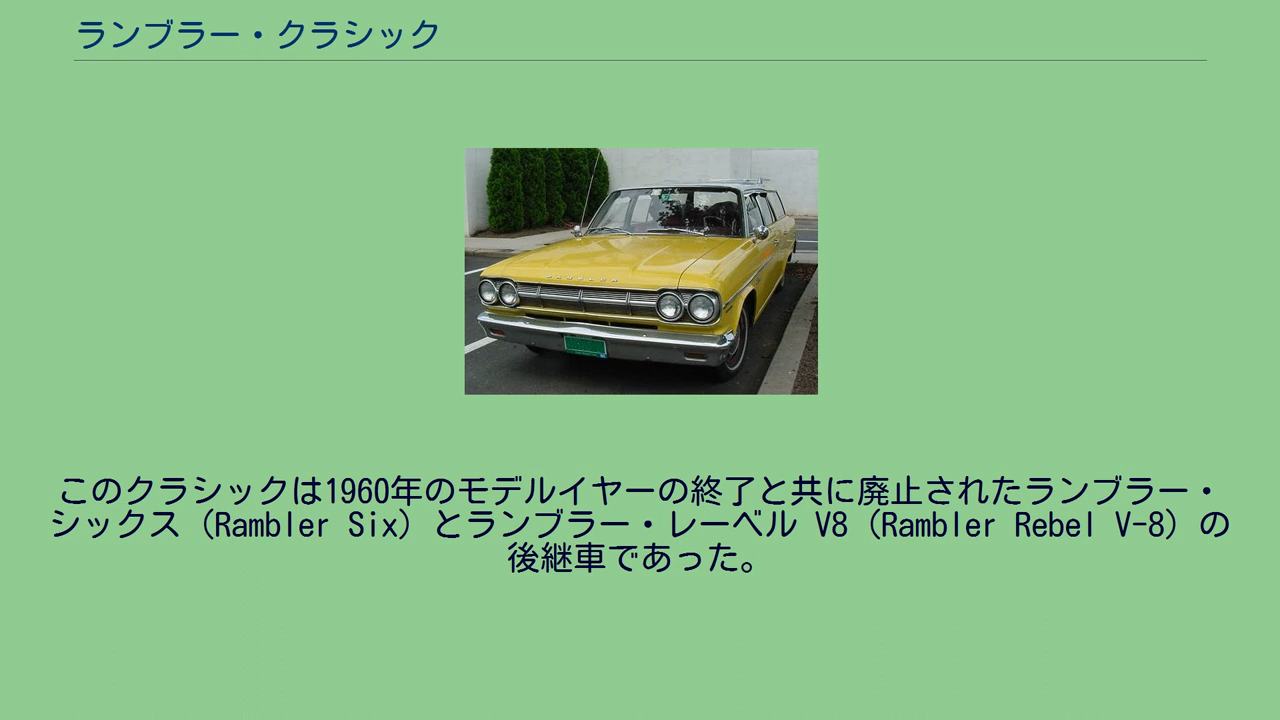 ランブラー・クラシック
このクラシックは1960年のモデルイヤーの終了と共に廃止されたランブラー・
シックス（Rambler Six）とランブラー・レーベル V8（Rambler Rebel V-8）の
後継車であった。